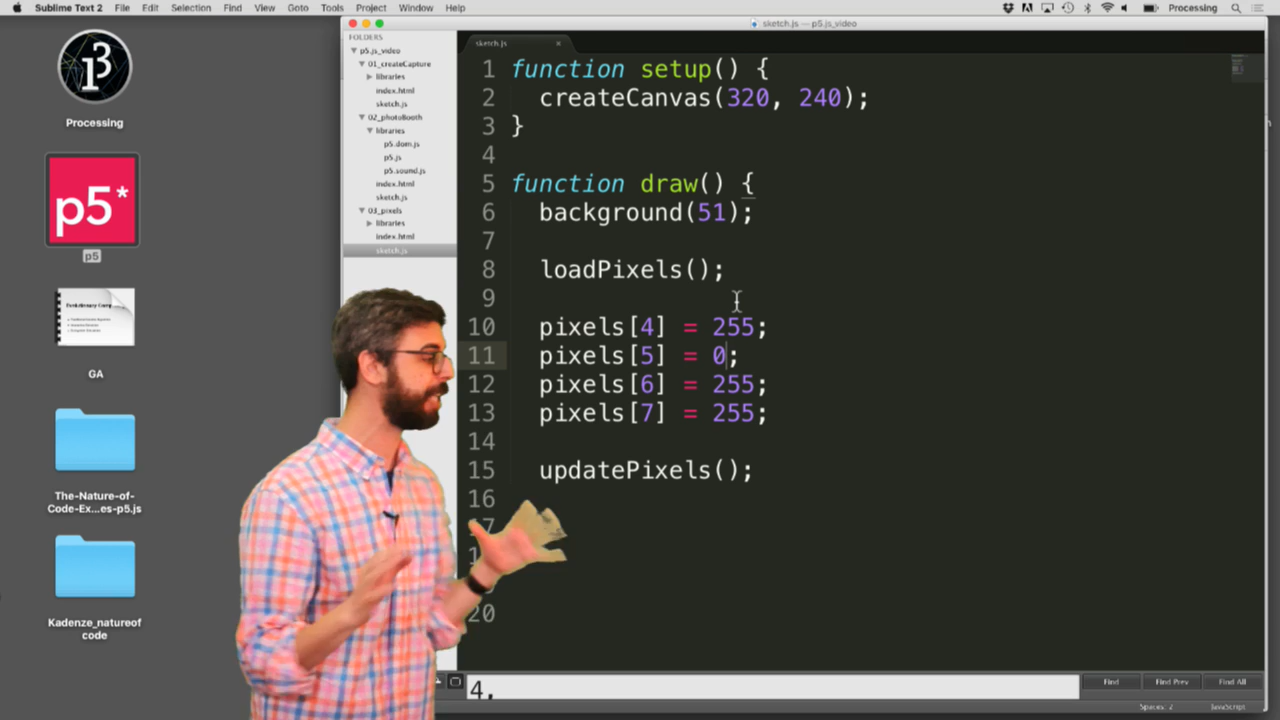 Sublime Text 2 File Edit Selection Find View Goto Tools Project Window Help Processing
sketch.js — p5.js_video
FOLDERS
p5.js_video
01_createCapture
libraries
index.html
sketch.js
02_photoBooth
libraries
p5.dom.js
p5.js
p5.sound.js
index.html
sketch.js
03_pixels
libraries
index.html
sketch.js
Processing
p5*
p5
GA
The-Nature-of-
Code-Ex...es-p5.js
Kadenze_natureof
code
sketch.js
1 function setup() {
2 createCanvas(320, 240);
3 }
4
5 function draw() {
6 background(51);
7
8 loadPixels();
9
10 pixels[4] = 255;
11 pixels[5] = 0;
12 pixels[6] = 255;
13 pixels[7] = 255;
14
15 updatePixels();
16
20
4,
Find Find Prev Find All
Spaces: 2 JavaScript